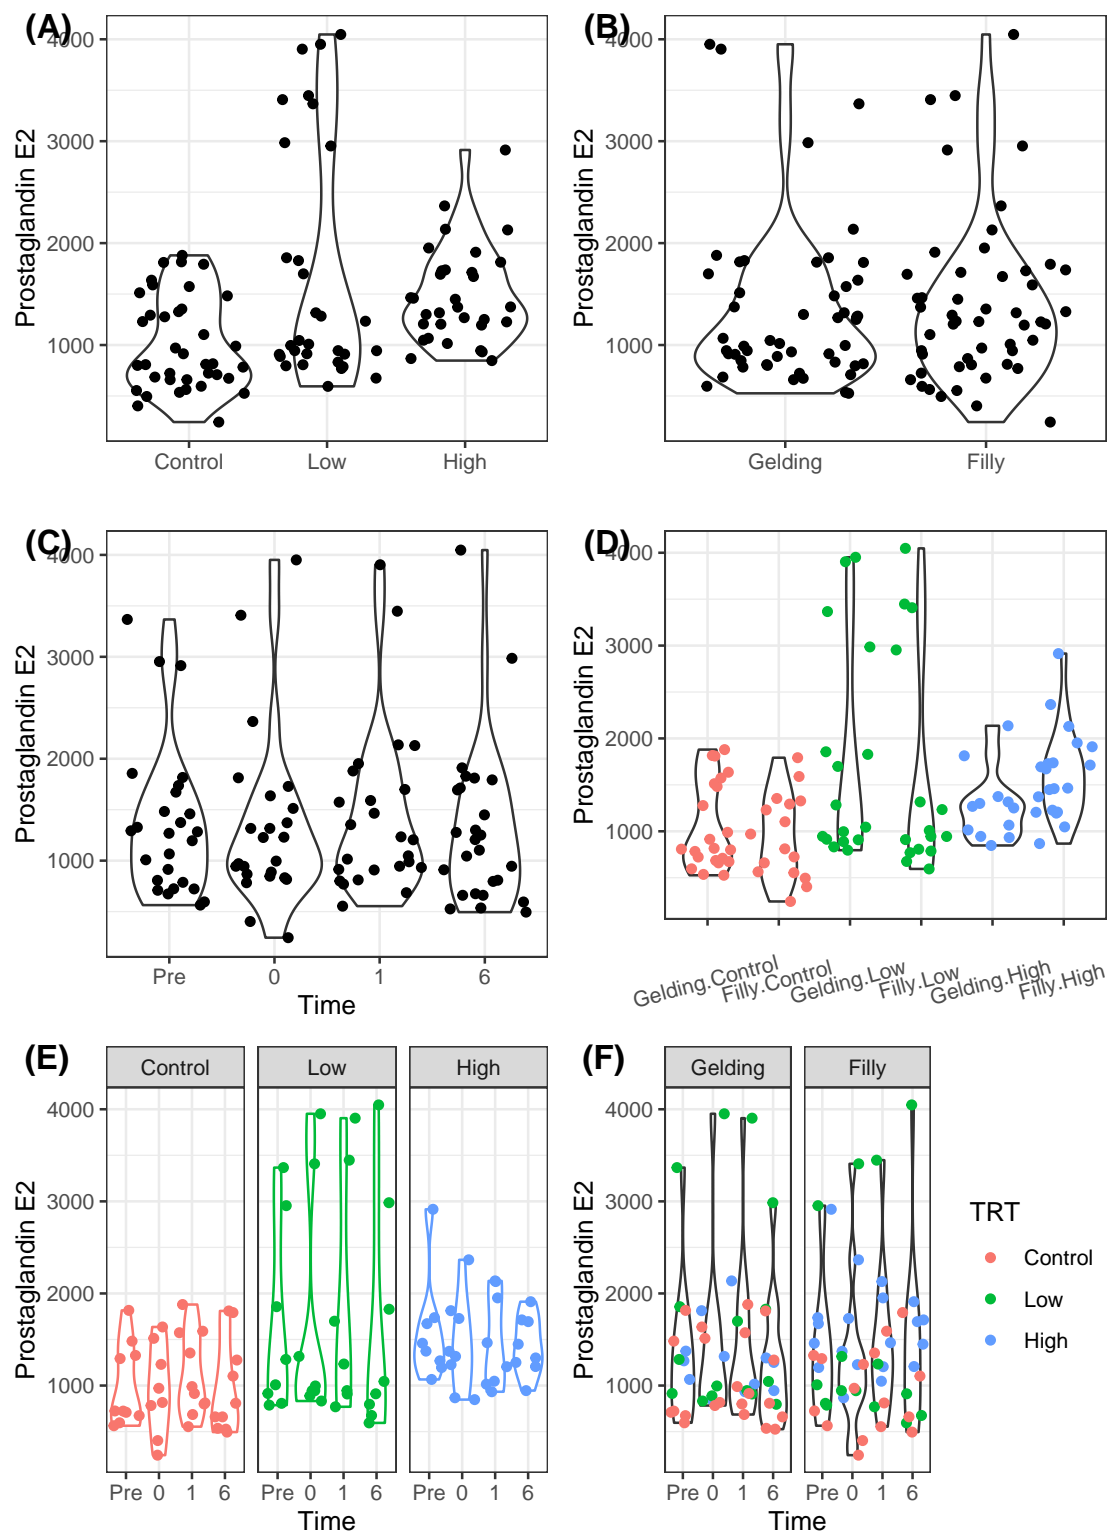 (A)
4000
3000
2000
1000
Prostaglandin E2
Control Low High
(B)
4000
3000
2000
1000
Prostaglandin E2
Gelding Filly
(C)
4000
3000
2000
1000
Prostaglandin E2
Pre 0 1 6
Time
(D)
4000
3000
2000
1000
Prostaglandin E2
Gelding.Control Filly.Control Gelding.Low Filly.Low Gelding.High Filly.High
(E)
Control Low High
4000
3000
2000
1000
Prostaglandin E2
Pre 0 1 6 Pre 0 1 6 Pre 0 1 6
Time
(F)
Gelding Filly
4000
3000
2000
1000
Prostaglandin E2
Pre 0 1 6 Pre 0 1 6
Time
TRT
Control
Low
High